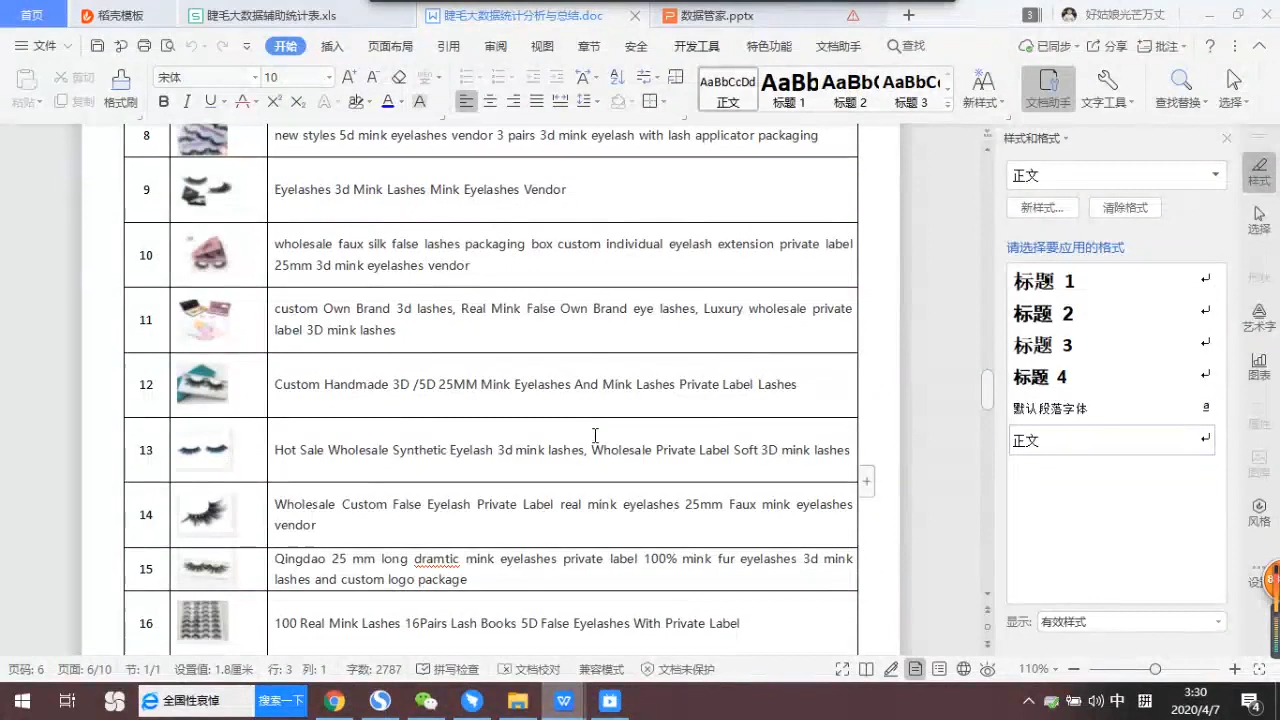 首页
稻壳模板
睫毛大数据辅助统计表.xls
睫毛大数据统计分析与总结.doc
数据管家.pptx
3
好姑娘光芒万丈
文件
开始
插入
页面布局
引用
审阅
视图
章节
安全
开发工具
特色功能
文档助手
查找
已同步
分享
批注
粘贴
剪切
复制
格式刷
宋体
10
AaBbCcDd
正文
AaBb
标题 1
AaBb(
标题 2
AaBbC(
标题 3
新样式
文档助手
文字工具
查找替换
选择
8
new styles 5d mink eyelashes vendor 3 pairs 3d mink eyelash with lash applicator packaging
9
Eyelashes 3d Mink Lashes Mink Eyelashes Vendor
10
wholesale faux silk false lashes packaging box custom individual eyelash extension private label
25mm 3d mink eyelashes vendor
11
custom Own Brand 3d lashes, Real Mink False Own Brand eye lashes, Luxury wholesale private
label 3D mink lashes
12
Custom Handmade 3D /5D 25MM Mink Eyelashes And Mink Lashes Private Label Lashes
13
Hot Sale Wholesale Synthetic Eyelash 3d mink lashes, Wholesale Private Label Soft 3D mink lashes
14
Wholesale Custom False Eyelash Private Label real mink eyelashes 25mm Faux mink eyelashes
vendor
15
Qingdao 25 mm long dramtic mink eyelashes private label 100% mink fur eyelashes 3d mink
lashes and custom logo package
16
100 Real Mink Lashes 16Pairs Lash Books 5D False Eyelashes With Private Label
样式和格式
正文
新样式...
清除格式
请选择要应用的格式
标题 1
标题 2
标题 3
标题 4
默认段落字体
a
正文
显示:
有效样式
样式
选择
艺术字
图表
风格
页码: 6
页面: 6/10
节: 1/1
设置值: 1.8厘米
行: 3
列: 1
字数: 2787
拼写检查
文档校对
兼容模式
文档未保护
110%
全国性哀悼
搜索一下
中
拼
3:30
2020/4/7
4